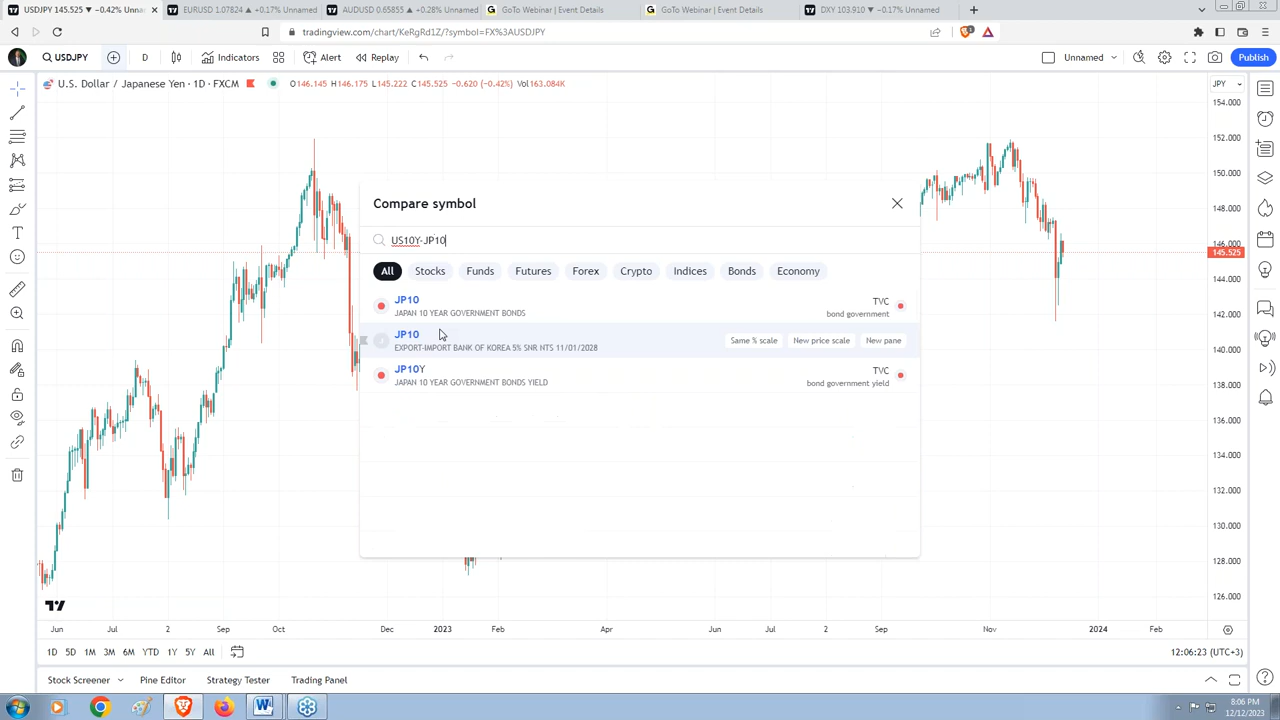 USDJPY 145.525 ▼ −0.42% Unna
EURUSD 1.07824 ▲ +0.17% Unnamed
AUDUSD 0.65855 ▲ +0.28% Unnamed
GoTo Webinar | Event Details
GoTo Webinar | Event Details
DXY 103.910 ▼ −0.17% Unnamed
tradingview.com/chart/KeRgRd1Z/?symbol=FX%3AUSDJPY
USDJPY
D
Indicators
Alert
Replay
Unnamed
Publish
U.S. Dollar / Japanese Yen · 1D · FXCM
O146.145 H146.175 L145.222 C145.525 −0.620 (−0.42%) Vol163.084K
JPY
154.000
152.000
150.000
148.000
146.000
145.525
144.000
142.000
140.000
138.000
136.000
134.000
132.000
130.000
128.000
126.000
Compare symbol
US10Y-JP10
All Stocks Funds Futures Forex Crypto Indices Bonds Economy
JP10 TVC
JAPAN 10 YEAR GOVERNMENT BONDS bond government
JP10
EXPORT-IMPORT BANK OF KOREA 5% SNR NTS 11/01/2028
Same % scale New price scale New pane
JP10Y TVC
JAPAN 10 YEAR GOVERNMENT BONDS YIELD bond government yield
Jun Jul 2 Sep Oct Dec 2023 Feb Apr Jun Jul 2 Sep Nov 2024 Feb
1D 5D 1M 3M 6M YTD 1Y 5Y All
12:06:23 (UTC+3)
Stock Screener Pine Editor Strategy Tester Trading Panel
8:06 PM
12/12/2023